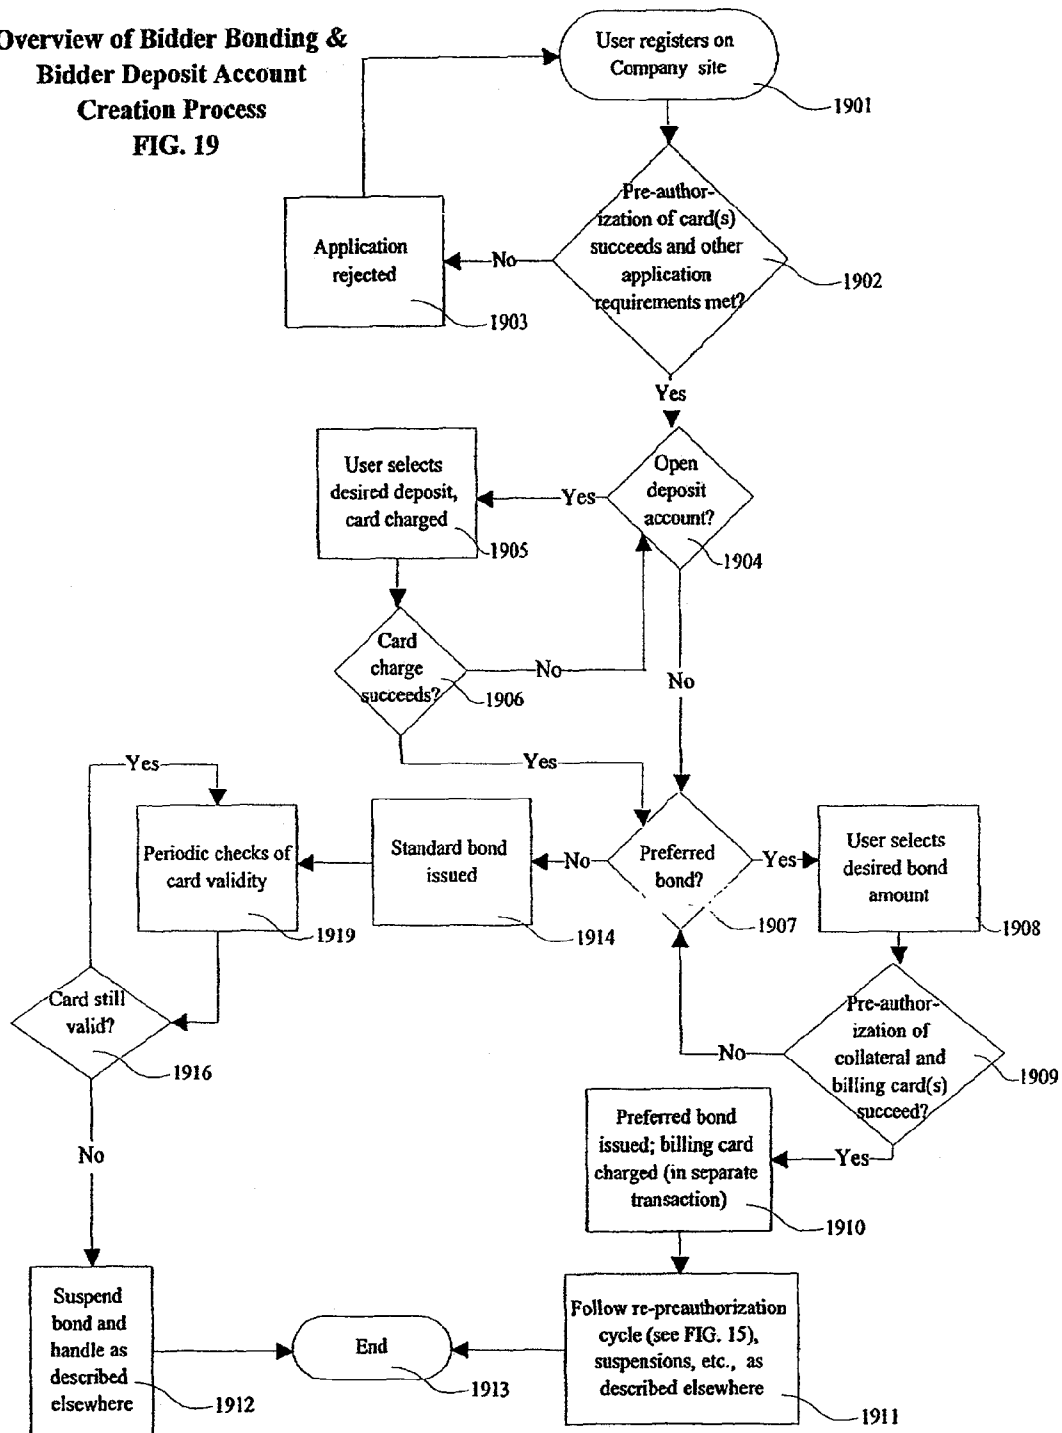 Overview of Bidder Bonding &
Bidder Deposit Account
Creation Process
FIG. 19
User registers on
Company site
1901
Pre-author-
ization of card(s)
succeeds and other
application
requirements met?
1902
No
Application
rejected
1903
Yes
Open
deposit
account?
1904
Yes
User selects
desired deposit,
card charged
1905
Card
charge
succeeds?
1906
No
No
Yes
Preferred
bond?
1907
Yes
User selects
desired bond
amount
1908
No
Standard bond
issued
1914
Periodic checks of
card validity
1919
Yes
Card still
valid?
1916
Pre-author-
ization of
collateral and
billing card(s)
succeed?
1909
No
Yes
Preferred bond
issued; billing card
charged (in separate
transaction)
1910
No
Suspend
bond and
handle as
described
elsewhere
1912
End
1913
Follow re-preauthorization
cycle (see FIG. 15),
suspensions, etc., as
described elsewhere
1911